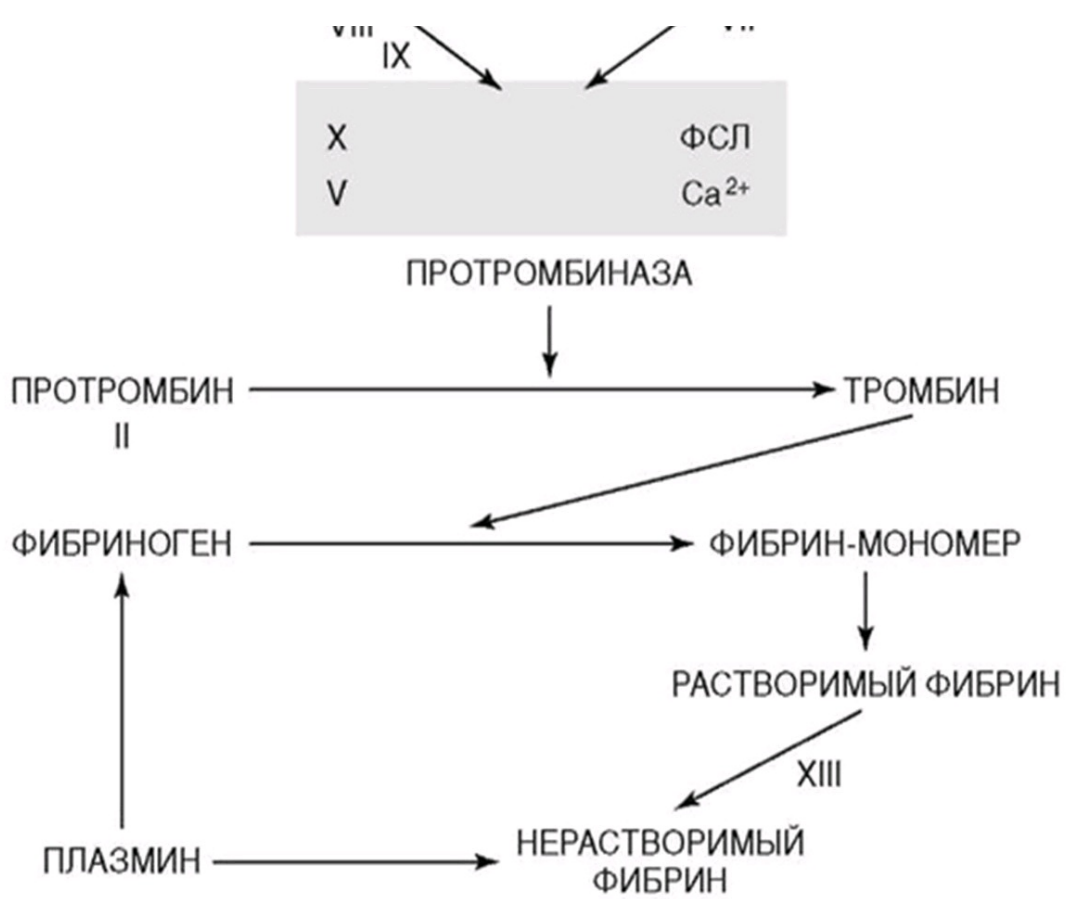 IX
X ФСЛ
V Ca²⁺
ПРОТРОМБИНАЗА
ПРОТРОМБИН ТРОМБИН
II
ФИБРИНОГЕН ФИБРИН-МОНОМЕР
РАСТВОРИМЫЙ ФИБРИН
XIII
ПЛАЗМИН НЕРАСТВОРИМЫЙ
ФИБРИН